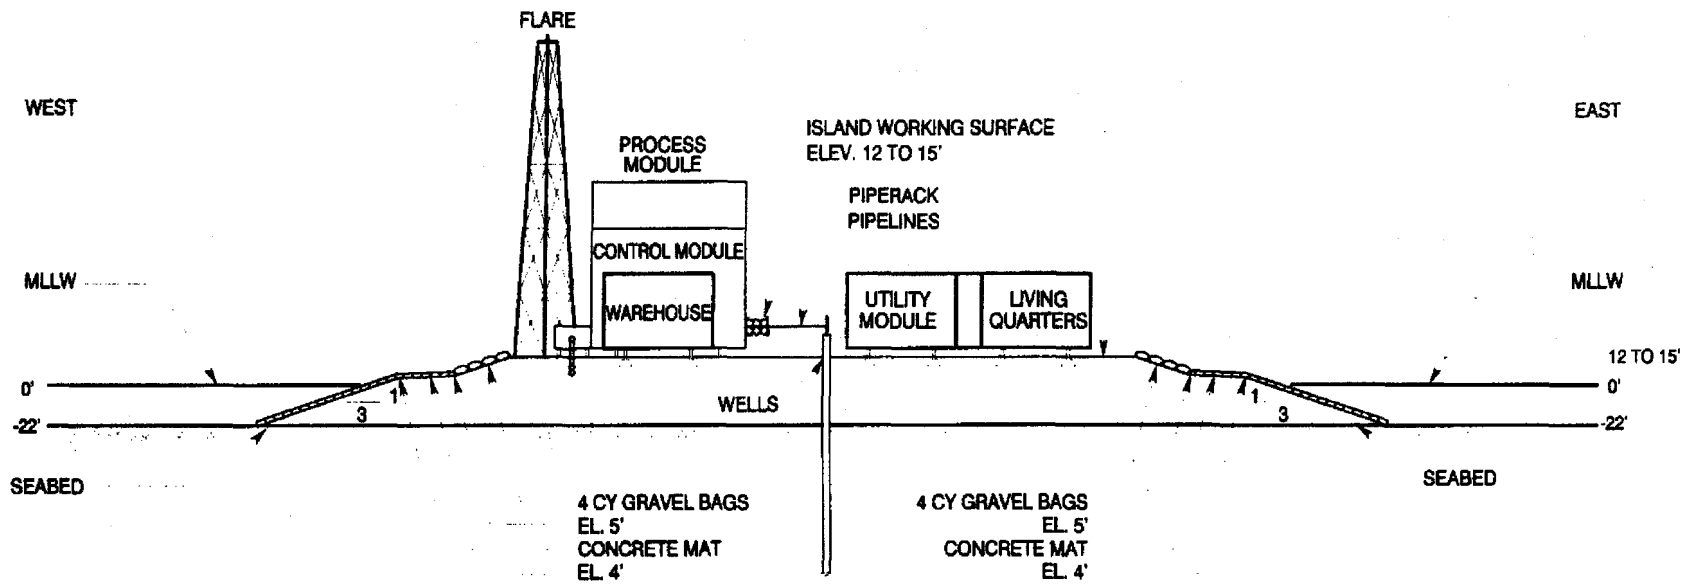 FLARE
WEST
EAST
ISLAND WORKING SURFACE
ELEV. 12 TO 15'
PROCESS
MODULE
PIPERACK
PIPELINES
CONTROL MODULE
MLLW
MLLW
WAREHOUSE
UTILITY
MODULE
LIVING
QUARTERS
12 TO 15'
0'
0'
1
3
WELLS
1
3
-22'
-22'
SEABED
SEABED
4 CY GRAVEL BAGS
EL. 5'
CONCRETE MAT
EL. 4'
4 CY GRAVEL BAGS
EL. 5'
CONCRETE MAT
EL. 4'